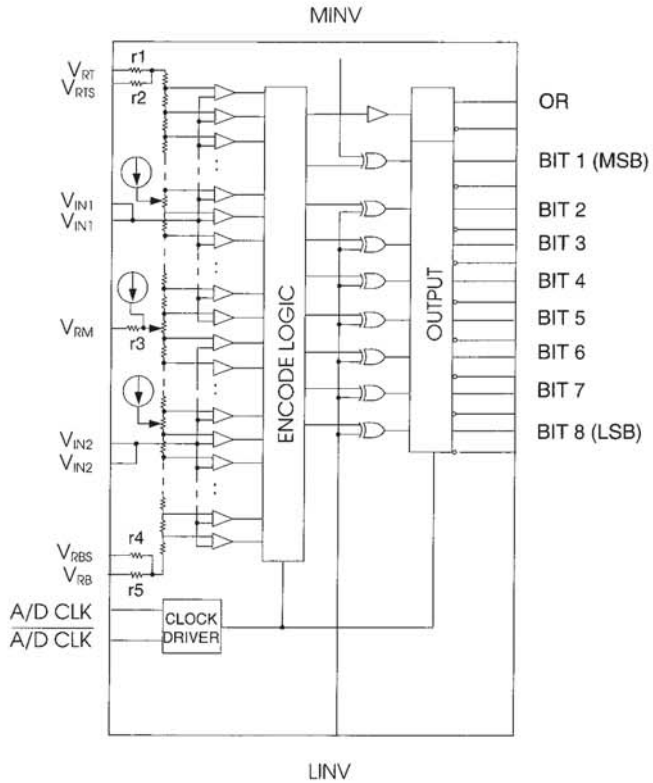 MINV
r1
VRT
VRTS
r2
OR
BIT 1 (MSB)
VIN1
VIN1
BIT 2
BIT 3
BIT 4
VRM
r3
ENCODE LOGIC
OUTPUT
BIT 5
BIT 6
BIT 7
VIN2
VIN2
BIT 8 (LSB)
r4
VRBS
VRB
r5
A/D CLK
A/D CLK
CLOCK
DRIVER
LINV